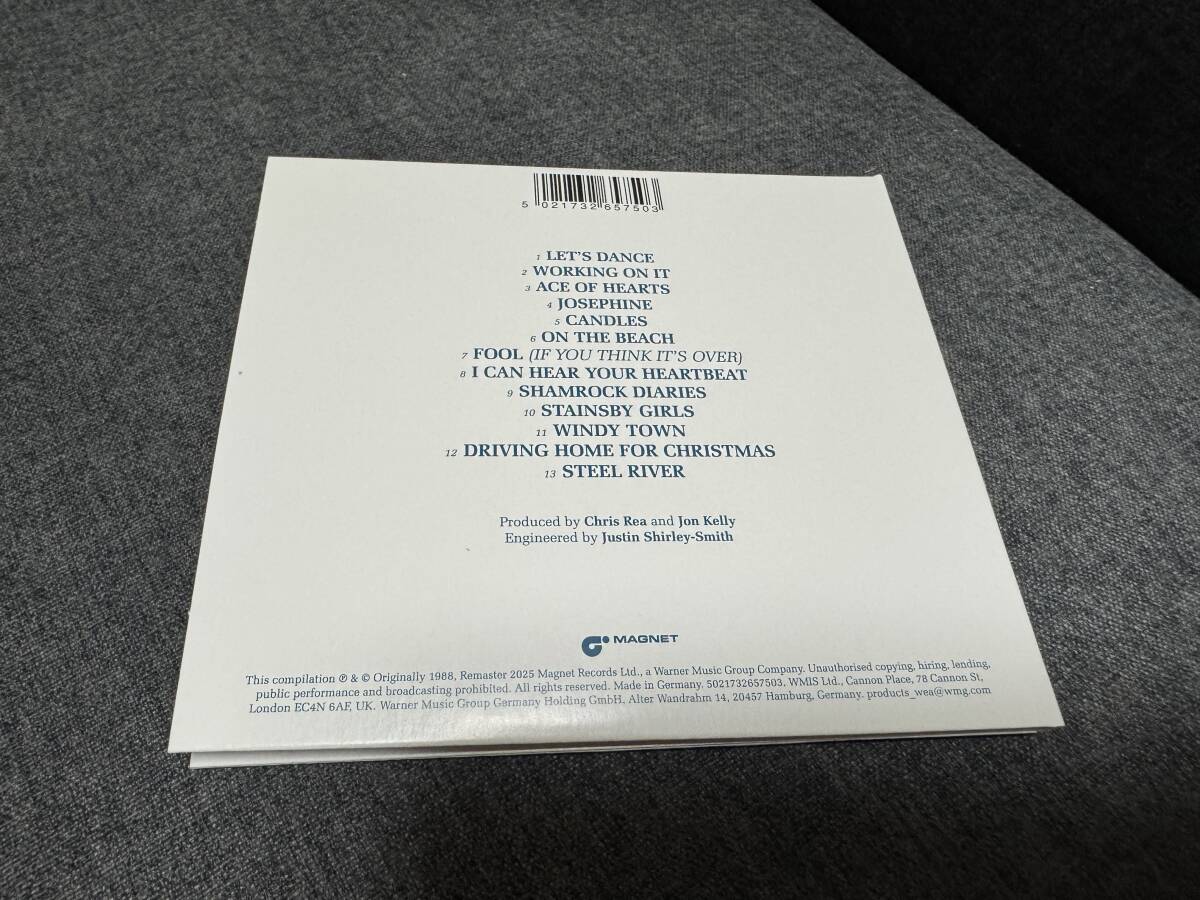 5 021732 657503
1 LET'S DANCE
2 WORKING ON IT
3 ACE OF HEARTS
4 JOSEPHINE
5 CANDLES
6 ON THE BEACH
7 FOOL (IF YOU THINK IT'S OVER)
8 I CAN HEAR YOUR HEARTBEAT
9 SHAMROCK DIARIES
10 STAINSBY GIRLS
11 WINDY TOWN
12 DRIVING HOME FOR CHRISTMAS
13 STEEL RIVER
Produced by Chris Rea and Jon Kelly
Engineered by Justin Shirley-Smith
MAGNET
This compilation ℗ & © Originally 1988, Remaster 2025 Magnet Records Ltd., a Warner Music Group Company. Unauthorised copying, hiring, lending,
public performance and broadcasting prohibited. All rights reserved. Made in Germany. 5021732657503, WMIS Ltd., Cannon Place, 78 Cannon St,
London EC4N 6AF, UK. Warner Music Group Germany Holding GmbH, Alter Wandrahm 14, 20457 Hamburg, Germany. products_wea@wmg.com